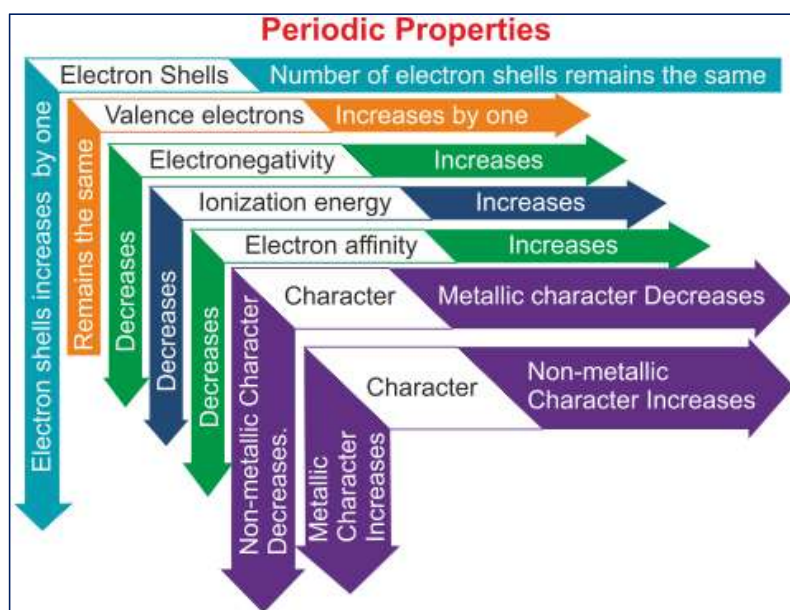 Periodic Properties
Electron Shells
Number of electron shells remains the same
Valence electrons
Increases by one
Electronegativity
Increases
Ionization energy
Increases
Electron affinity
Increases
Character
Metallic character Decreases
Character
Non-metallic
Character Increases
Electron shells increases by one
Remains the same
Decreases
Decreases
Decreases
Non-metallic Character
Decreases.
Metallic
Character
Increases